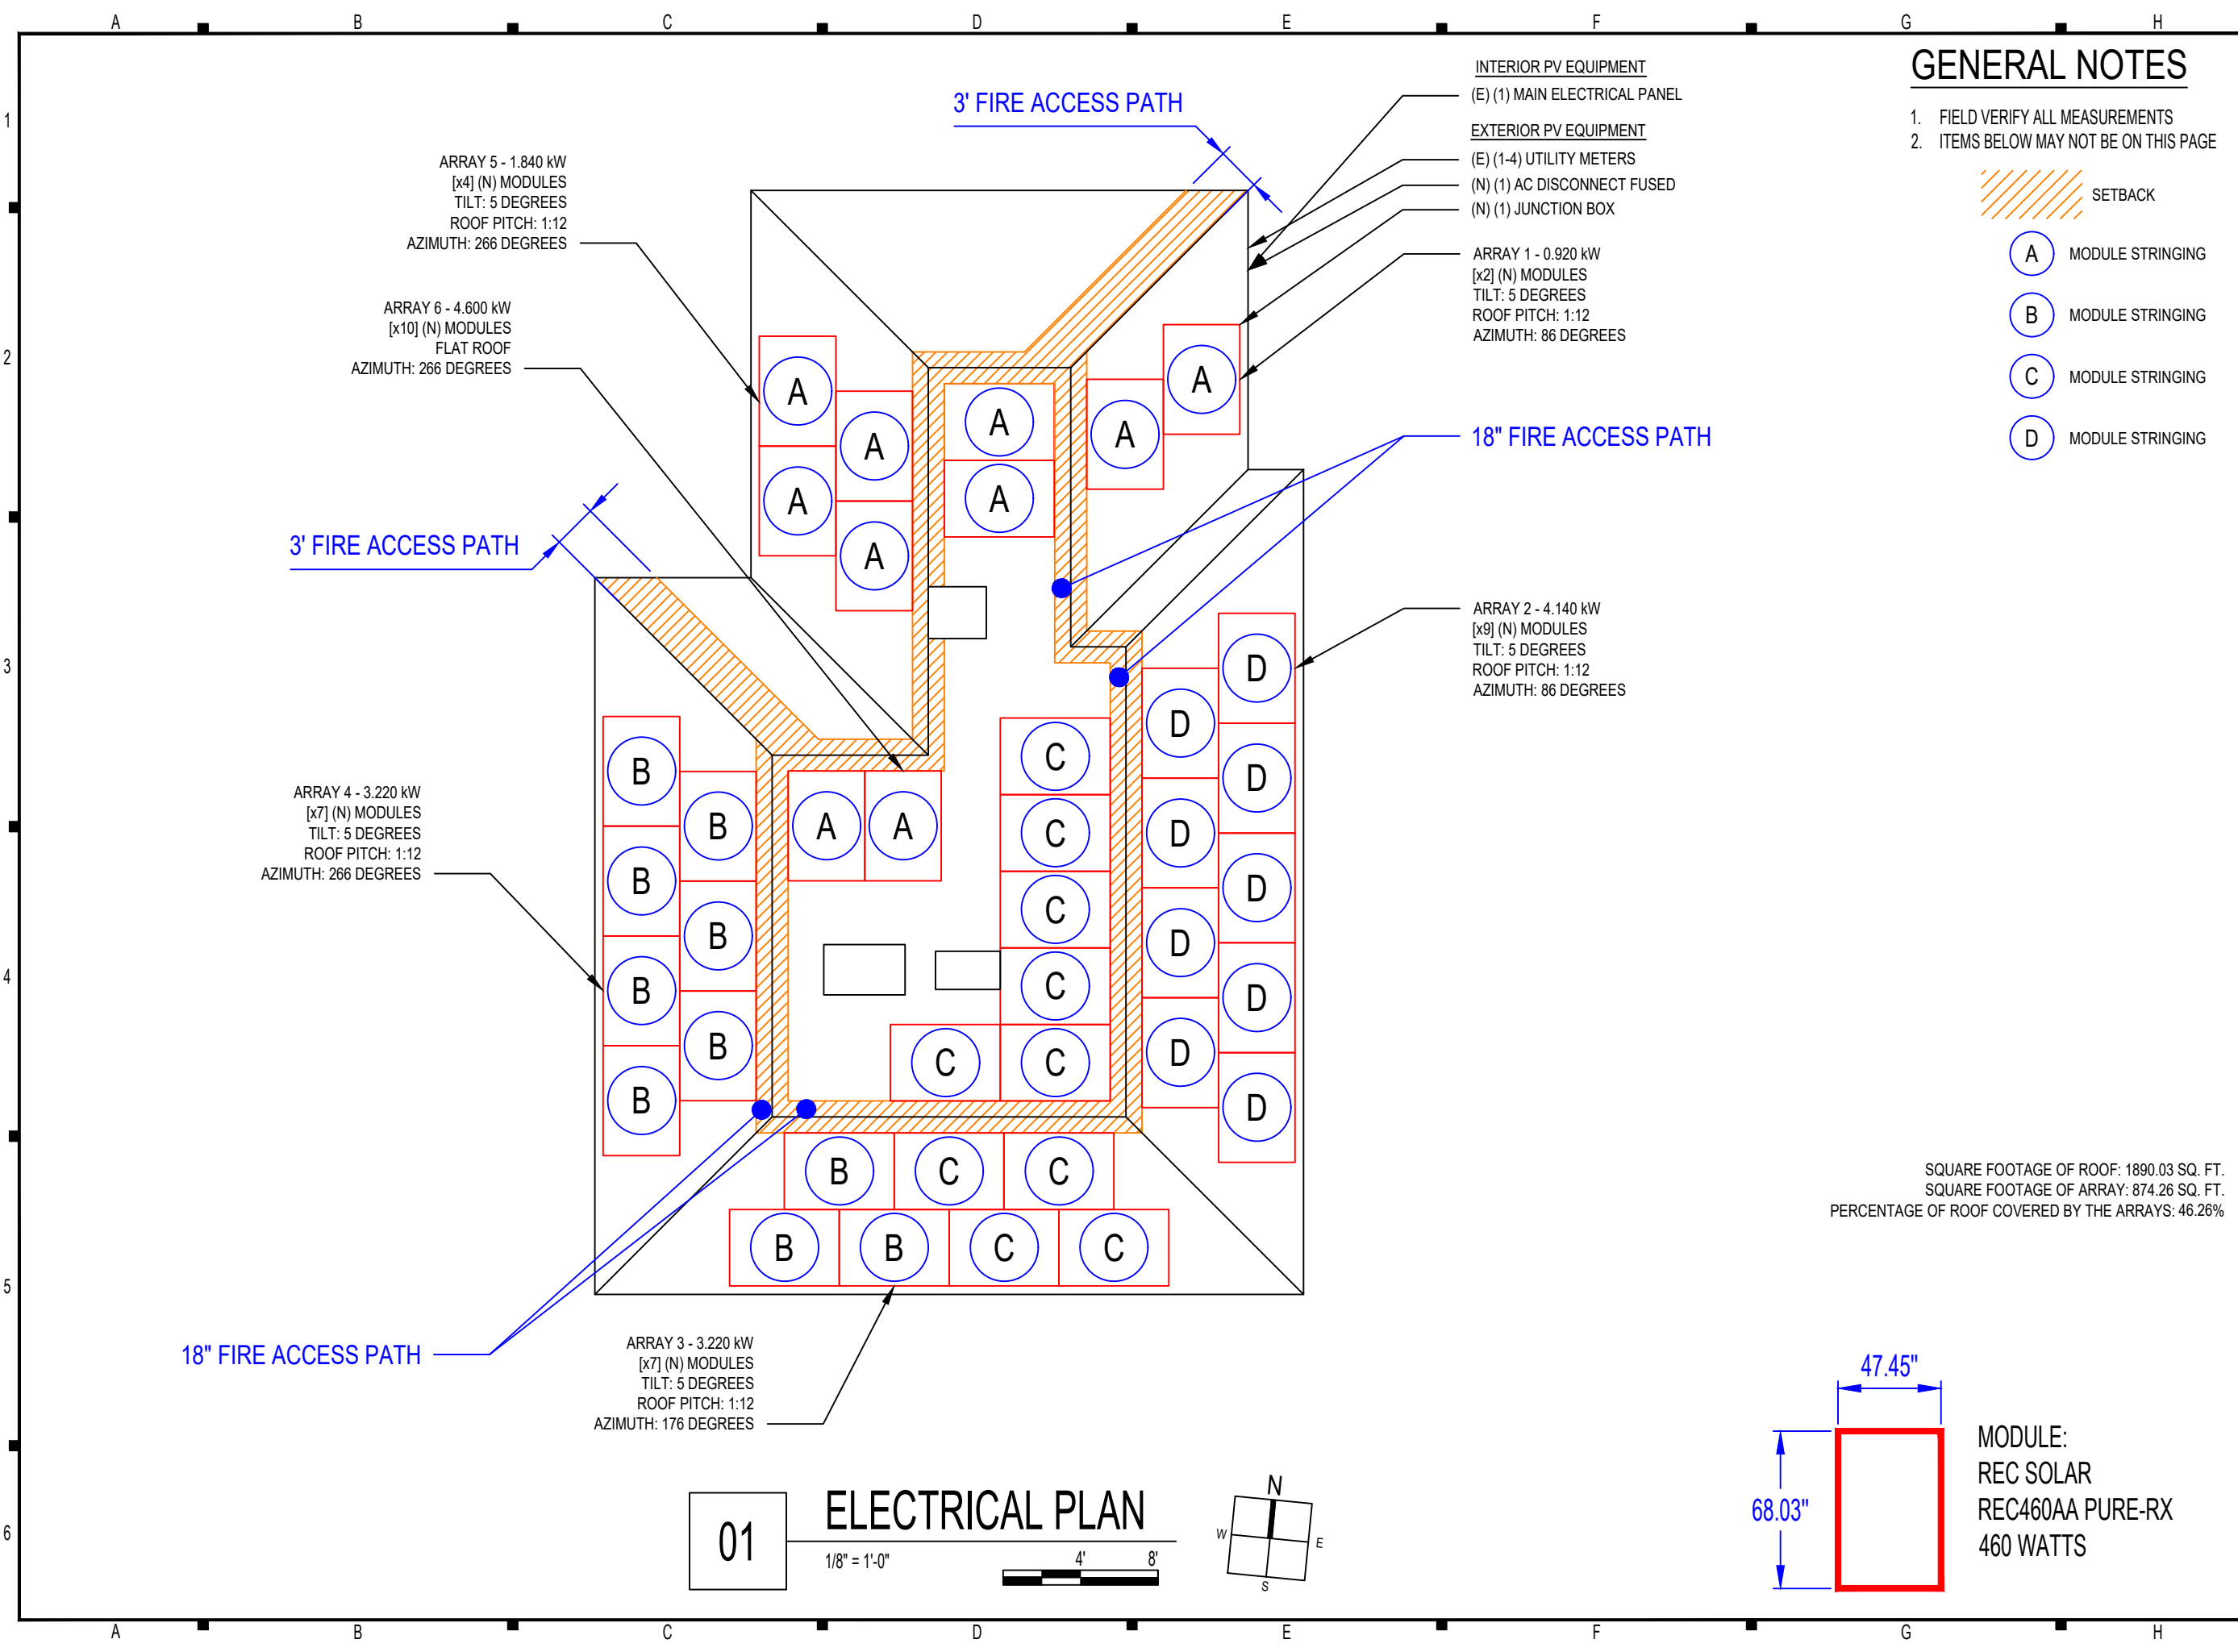 A B C D E F G H
1
2
3
4
5
6
3' FIRE ACCESS PATH
INTERIOR PV EQUIPMENT
(E) (1) MAIN ELECTRICAL PANEL
EXTERIOR PV EQUIPMENT
(E) (1-4) UTILITY METERS
(N) (1) AC DISCONNECT FUSED
(N) (1) JUNCTION BOX
ARRAY 1 - 0.920 kW
[x2] (N) MODULES
TILT: 5 DEGREES
ROOF PITCH: 1:12
AZIMUTH: 86 DEGREES
GENERAL NOTES
1. FIELD VERIFY ALL MEASUREMENTS
2. ITEMS BELOW MAY NOT BE ON THIS PAGE
SETBACK
A MODULE STRINGING
B MODULE STRINGING
C MODULE STRINGING
D MODULE STRINGING
ARRAY 5 - 1.840 kW
[x4] (N) MODULES
TILT: 5 DEGREES
ROOF PITCH: 1:12
AZIMUTH: 266 DEGREES
ARRAY 6 - 4.600 kW
[x10] (N) MODULES
FLAT ROOF
AZIMUTH: 266 DEGREES
18" FIRE ACCESS PATH
3' FIRE ACCESS PATH
ARRAY 2 - 4.140 kW
[x9] (N) MODULES
TILT: 5 DEGREES
ROOF PITCH: 1:12
AZIMUTH: 86 DEGREES
ARRAY 4 - 3.220 kW
[x7] (N) MODULES
TILT: 5 DEGREES
ROOF PITCH: 1:12
AZIMUTH: 266 DEGREES
A
A
A
A
A
A
A
A
A A
B
B
B
B
B
B
B
C
C
C
C
C C
D
D
D
D
D
D
D
D
D
B C C
B B C C
18" FIRE ACCESS PATH
ARRAY 3 - 3.220 kW
[x7] (N) MODULES
TILT: 5 DEGREES
ROOF PITCH: 1:12
AZIMUTH: 176 DEGREES
SQUARE FOOTAGE OF ROOF: 1890.03 SQ. FT.
SQUARE FOOTAGE OF ARRAY: 874.26 SQ. FT.
PERCENTAGE OF ROOF COVERED BY THE ARRAYS: 46.26%
01
ELECTRICAL PLAN
1/8" = 1'-0"
4' 8'
N
W
E
S
47.45"
68.03"
MODULE:
REC SOLAR
REC460AA PURE-RX
460 WATTS
A B C D E F G H